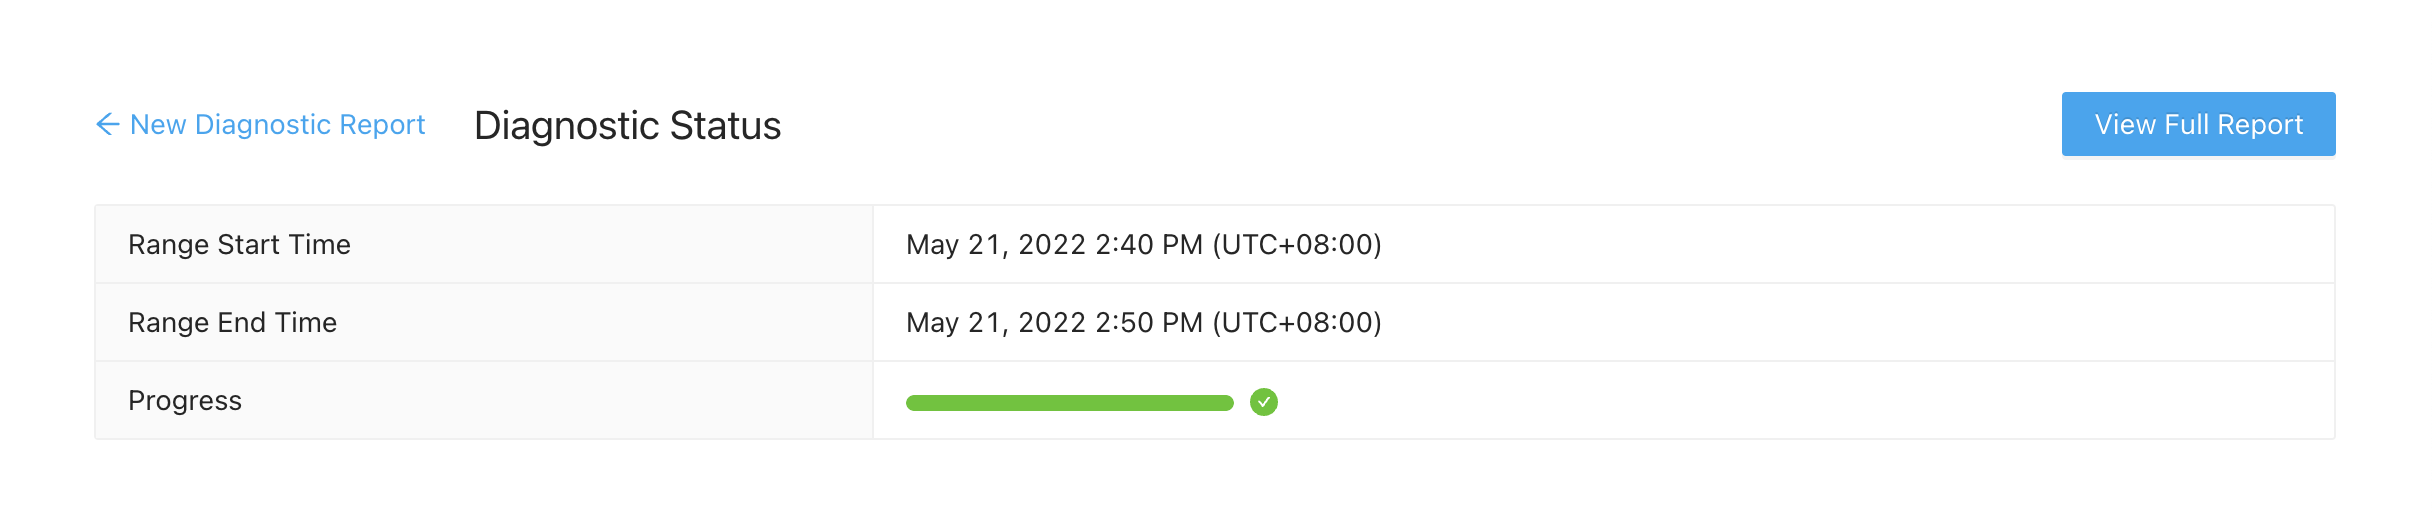 New Diagnostic Report
Diagnostic Status
View Full Report
Range Start Time
May 21, 2022 2:40 PM (UTC+08:00)
Range End Time
May 21, 2022 2:50 PM (UTC+08:00)
Progress